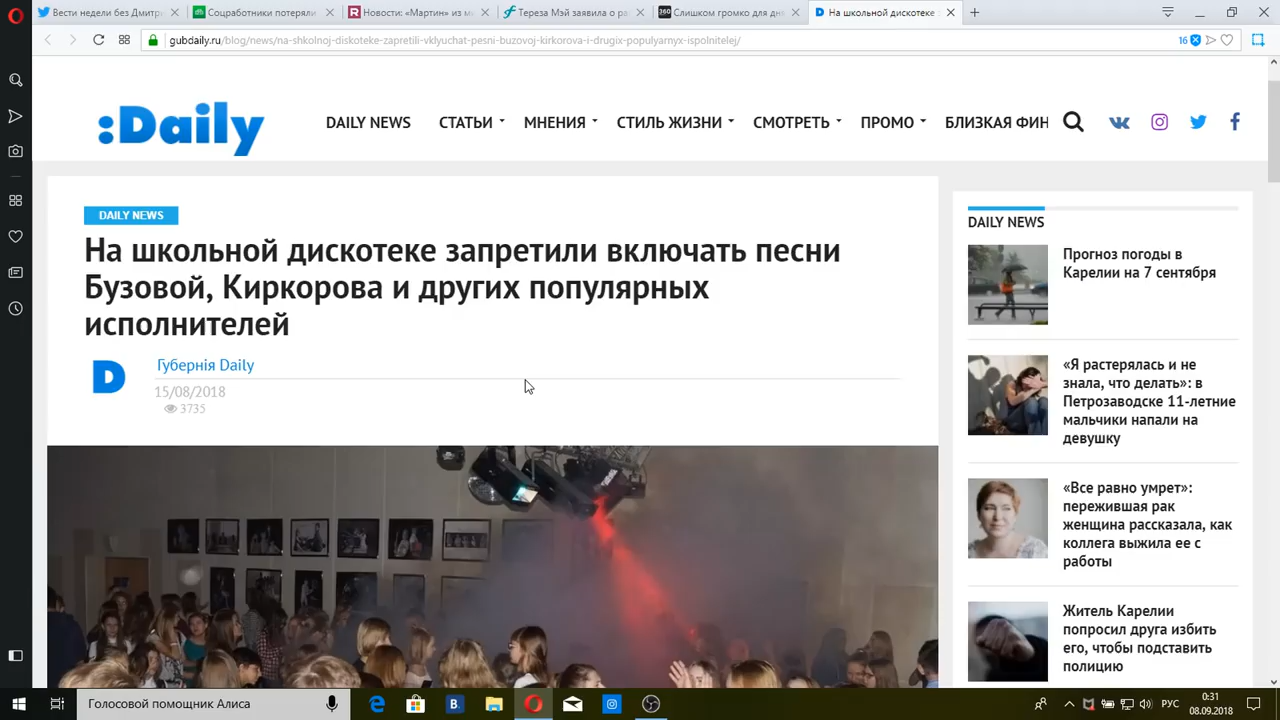 Вести недели без Дмитр
Соцработники потеряли
Новости: «Мартин» из к
Тереза Мэй заявила о ра
360 Слишком громко для дн
На школьной дискотеке
gubdaily.ru/blog/news/na-shkolnoj-diskoteke-zapretili-vklyuchat-pesni-buzovoj-kirkorova-i-drugix-populyarnyx-ispolnitelej/
16
:Daily
DAILY NEWS СТАТЬИ МНЕНИЯ СТИЛЬ ЖИЗНИ СМОТРЕТЬ ПРОМО БЛИЗКАЯ ФИН
DAILY NEWS
На школьной дискотеке запретили включать песни
Бузовой, Киркорова и других популярных
исполнителей
D
Губернiя Daily
15/08/2018
3735
DAILY NEWS
Прогноз погоды в
Карелии на 7 сентября
«Я растерялась и не
знала, что делать»: в
Петрозаводске 11-летние
мальчики напали на
девушку
«Все равно умрет»:
пережившая рак
женщина рассказала, как
коллега выжила ее с
работы
Житель Карелии
попросил друга избить
его, чтобы подставить
полицию
Голосовой помощник Алиса
РУС
0:31
08.09.2018